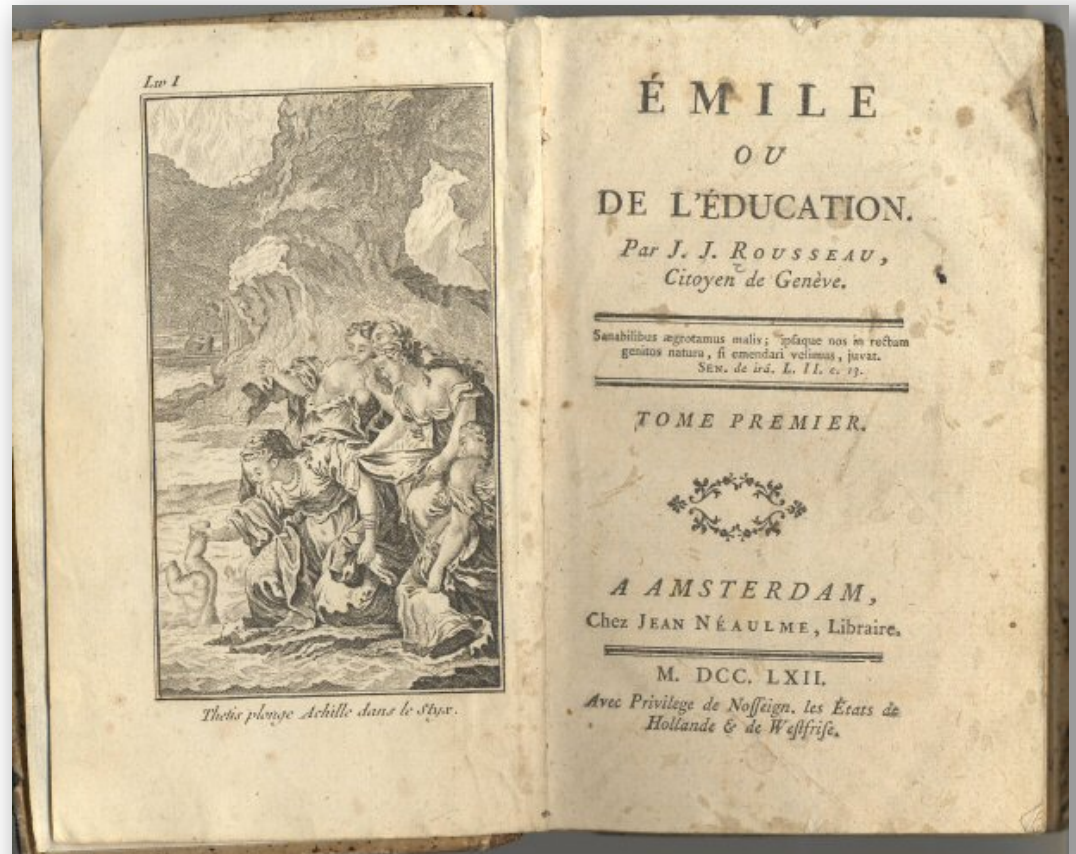 Liv I
Thetis plonge Achille dans le Styx.
ÉMILE
OU
DE L'ÉDUCATION.
Par J. J. ROUSSEAU,
Citoyen de Genève.
Sanabilibus ægrotamus malis; ipſaque nos in rectum
genitos natura, ſi emendari velimus, juvat.
SEN. de irâ. L. II. c. 13.
TOME PREMIER.
A AMSTERDAM,
Chez JEAN NÉAULME, Libraire.
M. DCC. LXII.
Avec Privilege de Noſſeign. les États de
Hollande & de Weſtfriſe.